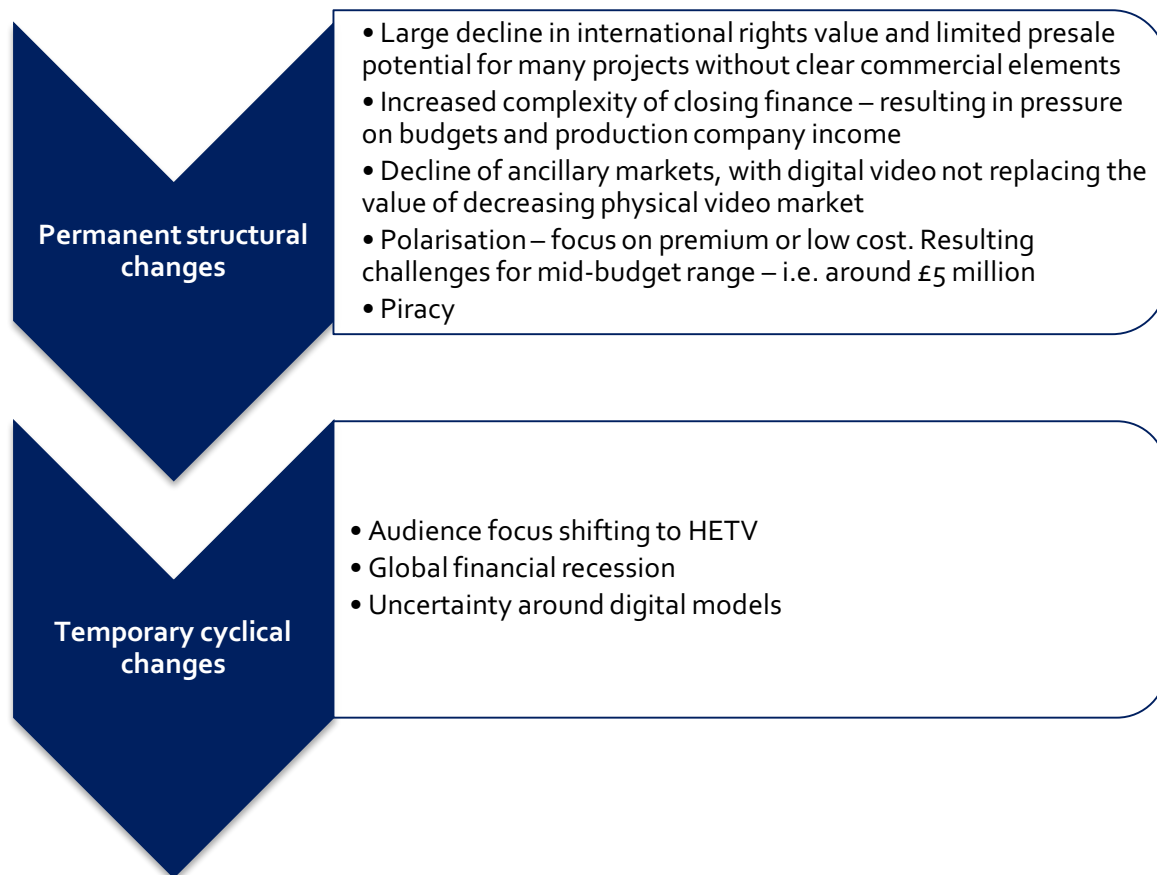 Permanent structural
changes
• Large decline in international rights value and limited presale
potential for many projects without clear commercial elements
• Increased complexity of closing finance – resulting in pressure
on budgets and production company income
• Decline of ancillary markets, with digital video not replacing the
value of decreasing physical video market
• Polarisation – focus on premium or low cost. Resulting
challenges for mid-budget range – i.e. around £5 million
• Piracy
Temporary cyclical
changes
• Audience focus shifting to HETV
• Global financial recession
• Uncertainty around digital models